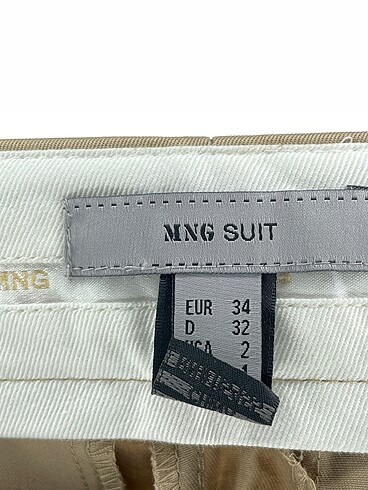 MNG SUIT
MNG
EUR 34
D 32
USA 2